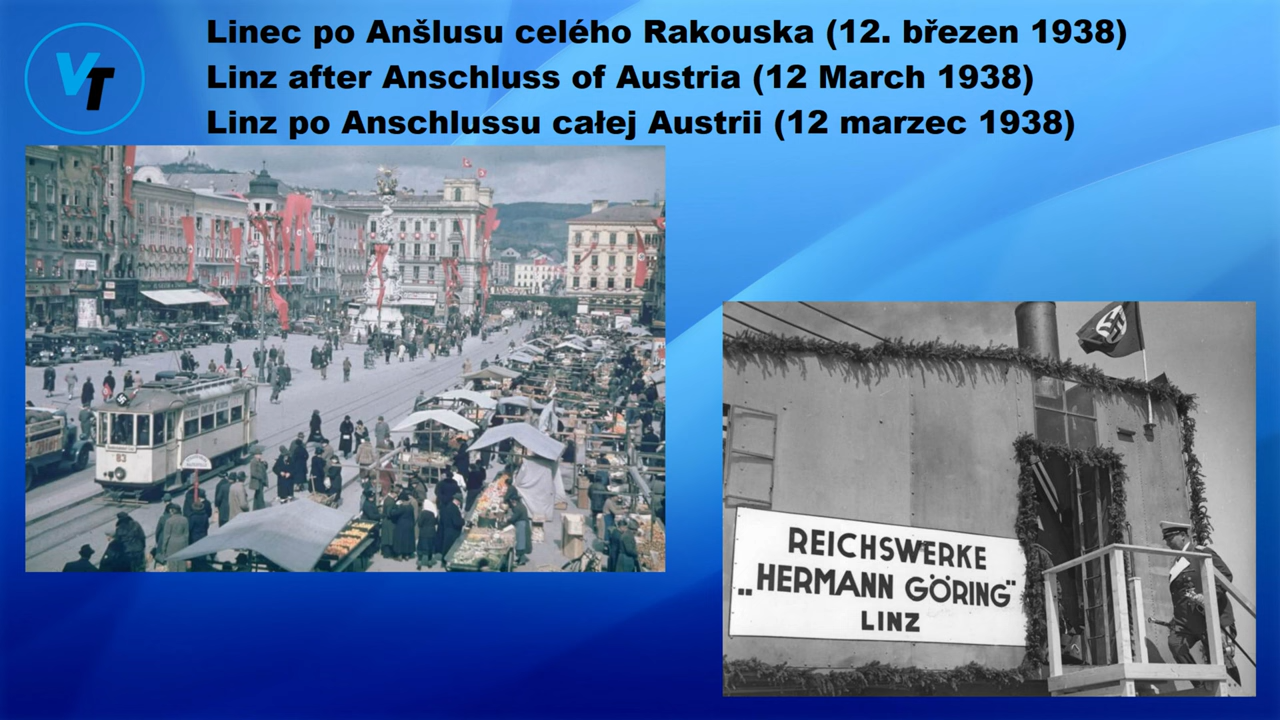 VT
Linec po Anšlusu celého Rakouska (12. březen 1938)
Linz after Anschluss of Austria (12 March 1938)
Linz po Anschlussu całej Austrii (12 marzec 1938)
83
REICHSWERKE
„HERMANN GÖRING"
LINZ